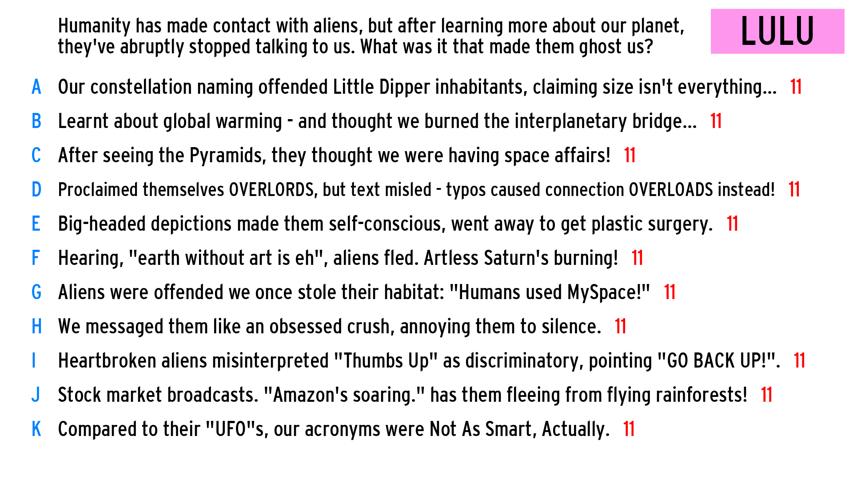 Humanity has made contact with aliens, but after learning more about our planet,
they've abruptly stopped talking to us. What was it that made them ghost us?
LULU
A Our constellation naming offended Little Dipper inhabitants, claiming size isn't everything... 11
B Learnt about global warming - and thought we burned the interplanetary bridge... 11
C After seeing the Pyramids, they thought we were having space affairs! 11
D Proclaimed themselves OVERLORDS, but text misled - typos caused connection OVERLOADS instead! 11
E Big-headed depictions made them self-conscious, went away to get plastic surgery. 11
F Hearing, "earth without art is eh", aliens fled. Artless Saturn's burning! 11
G Aliens were offended we once stole their habitat: "Humans used MySpace!" 11
H We messaged them like an obsessed crush, annoying them to silence. 11
I Heartbroken aliens misinterpreted "Thumbs Up" as discriminatory, pointing "GO BACK UP!". 11
J Stock market broadcasts. "Amazon's soaring." has them fleeing from flying rainforests! 11
K Compared to their "UFO"s, our acronyms were Not As Smart, Actually. 11